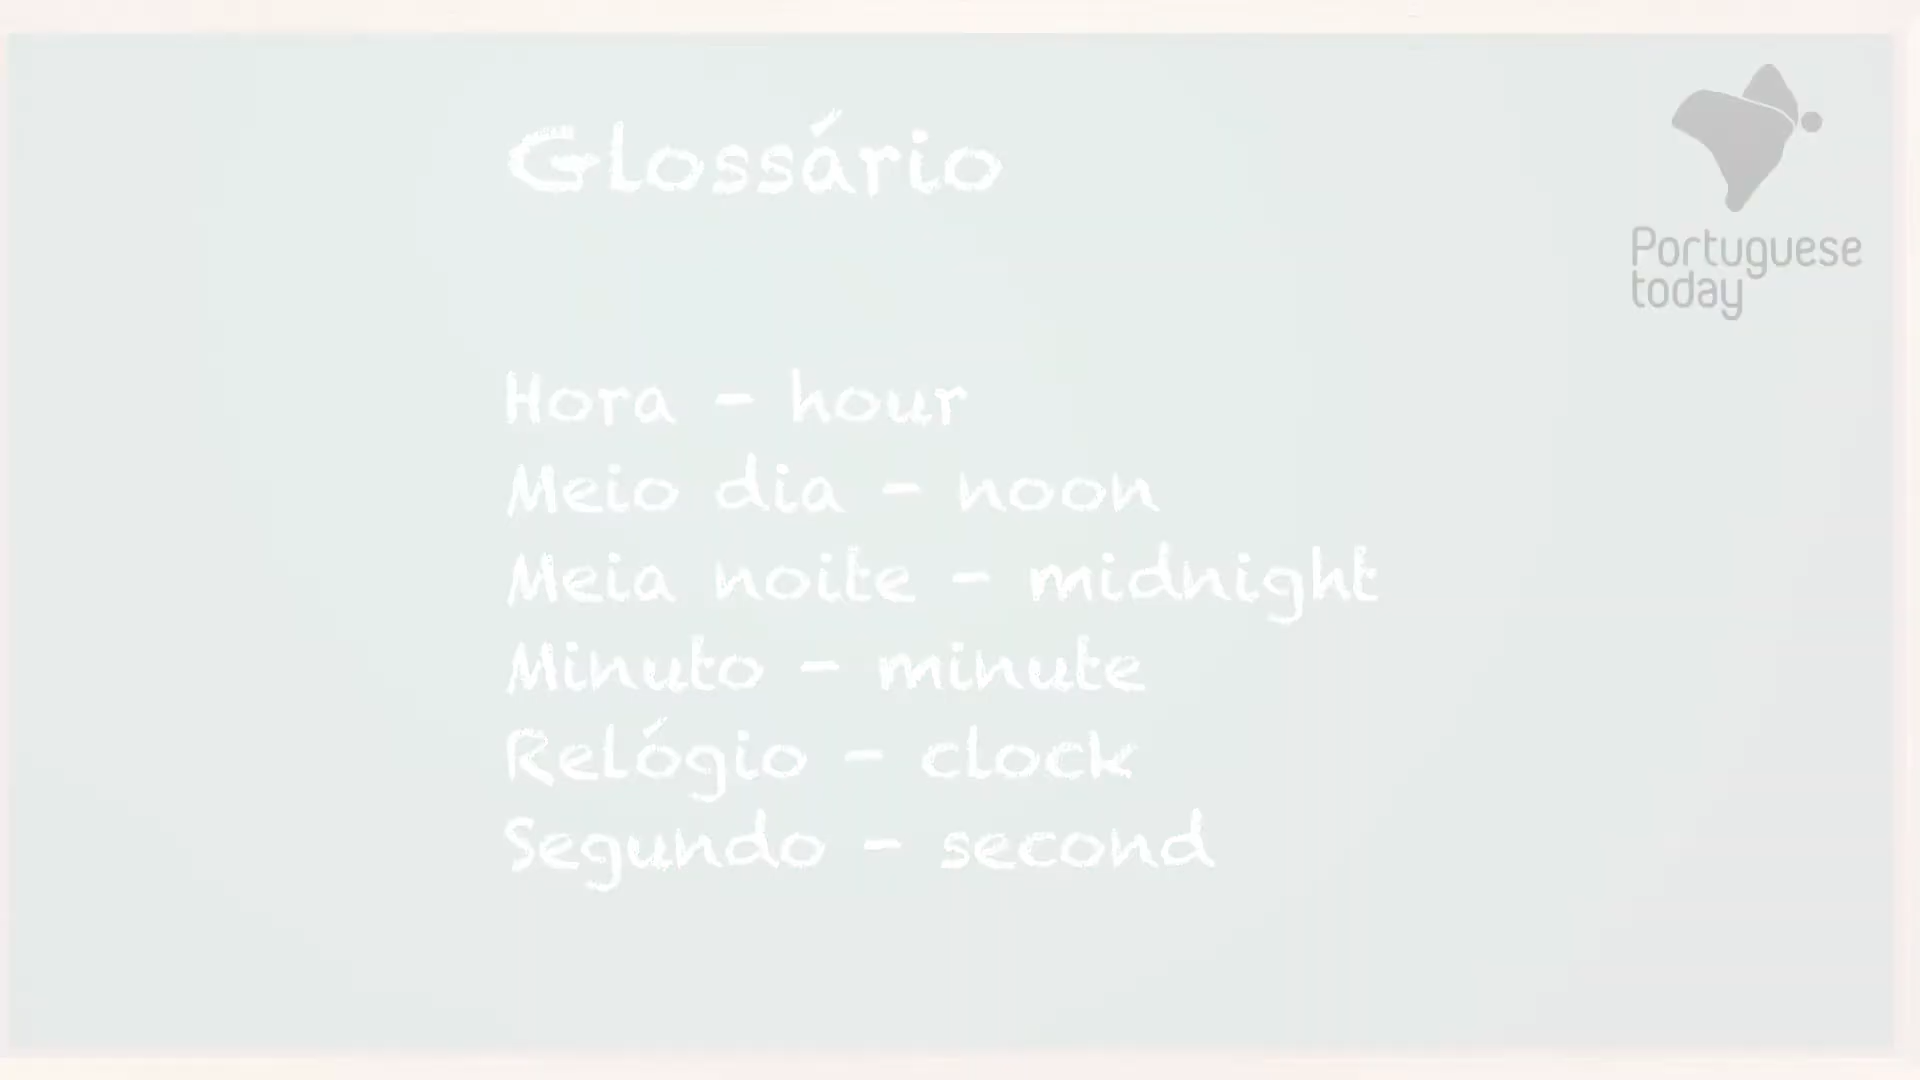 Glossário
Portuguese
today
Hora - hour
Meio dia - noon
Meia noite - midnight
Minuto - minute
Relógio - clock
Segundo - second